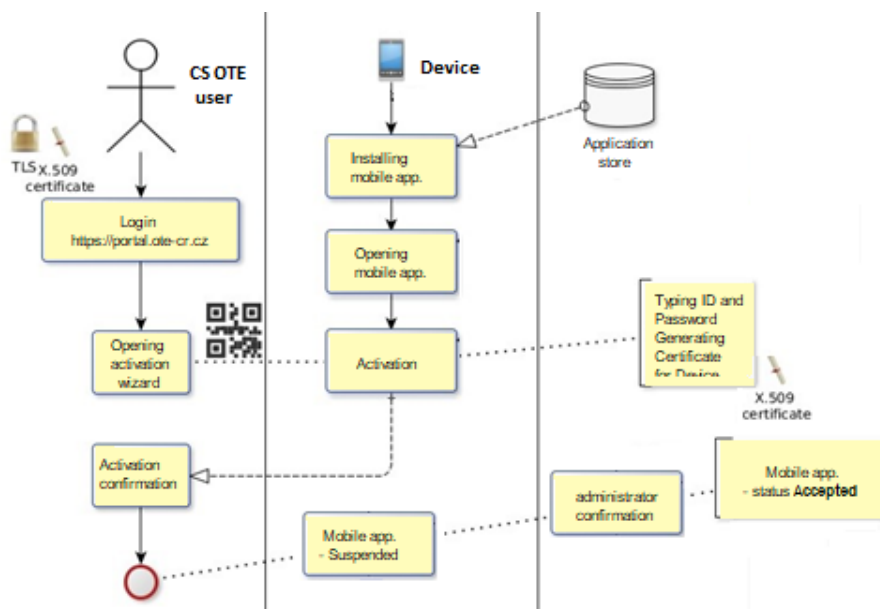 CS OTE
user
TLS
X.509
certificate
Login
https://portal.ote-cr.cz
Opening
activation
wizard
Activation
confirmation
Device
Installing
mobile app.
Opening
mobile app.
Activation
Mobile app.
- Suspended
Application
store
Typing ID and
Password
Generating
Certificate
for Device
X.509
certificate
administrator
confirmation
Mobile app.
- status Accepted